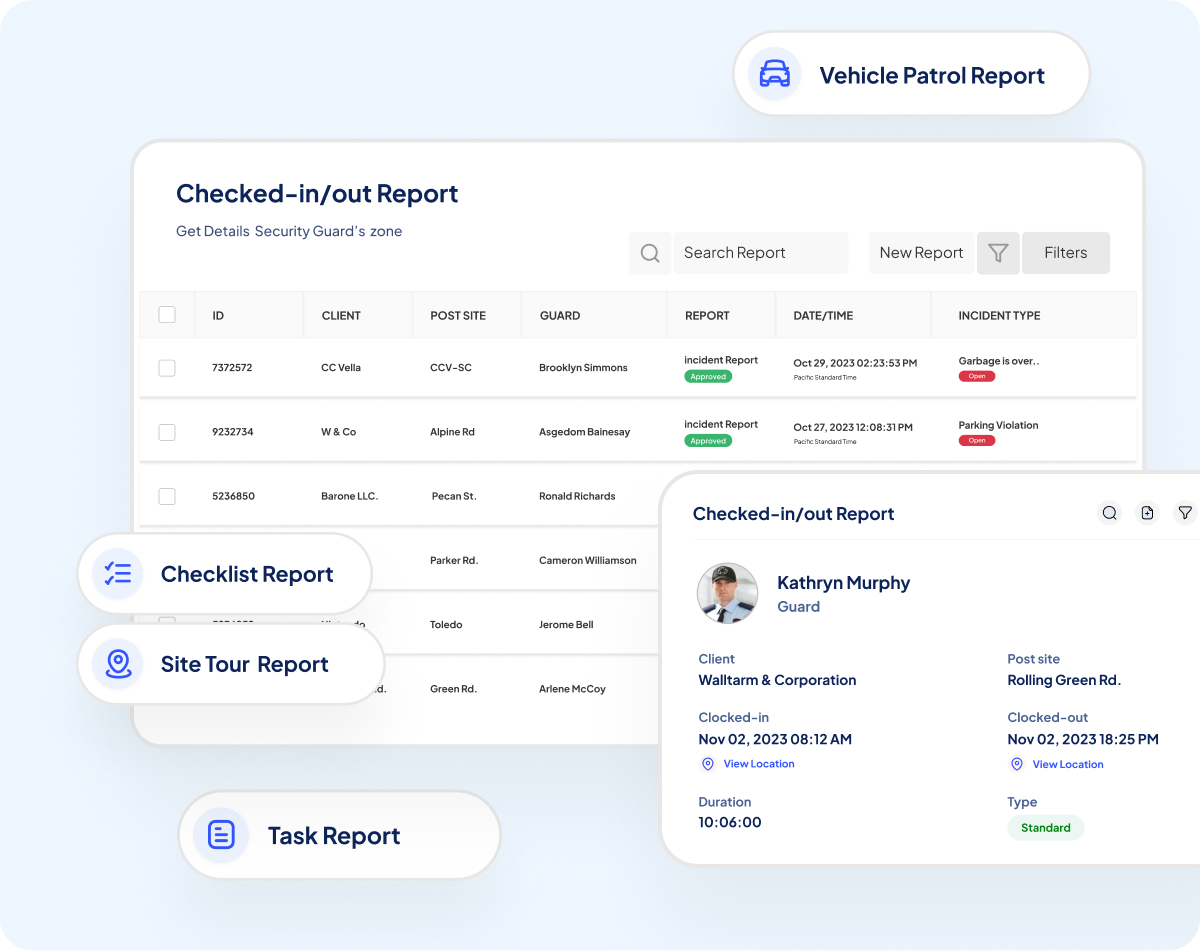 Vehicle Patrol Report
Checked-in/out Report
Get Details Security Guard's zone
Search Report
New Report
Filters
ID CLIENT POST SITE GUARD REPORT DATE/TIME INCIDENT TYPE
7372572 CC Vella CCV-SC Brooklyn Simmons incident Report Oct 29, 2023 02:23:53 PM Garbage is over..
Approved Pacific Standard Time Open
9232734 W & Co Alpine Rd Asgedom Bainesay incident Report Oct 27, 2023 12:08:31 PM Parking Violation
Approved Pacific Standard Time Open
5236850 Barone LLC. Pecan St. Ronald Richards
Parker Rd. Cameron Williamson
Toledo Jerome Bell
Green Rd. Arlene McCoy
Checklist Report
Site Tour Report
Task Report
Checked-in/out Report
Kathryn Murphy
Guard
Client
Walltarm & Corporation
Post site
Rolling Green Rd.
Clocked-in
Nov 02, 2023 08:12 AM
View Location
Clocked-out
Nov 02, 2023 18:25 PM
View Location
Duration
10:06:00
Type
Standard